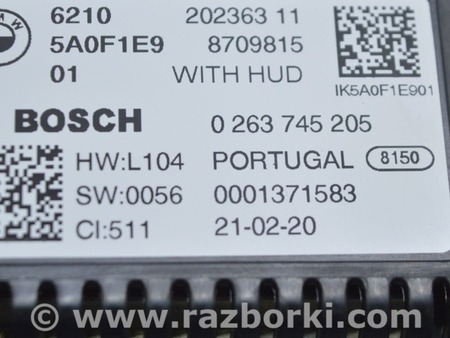 6210 202363 11
5A0F1E9 8709815
01 WITH HUD
IK5A0F1E901
BOSCH 0 263 745 205
HW:L104 PORTUGAL 8150
SW:0056 0001371583
CI:511 21-02-20
© www.razborki.com